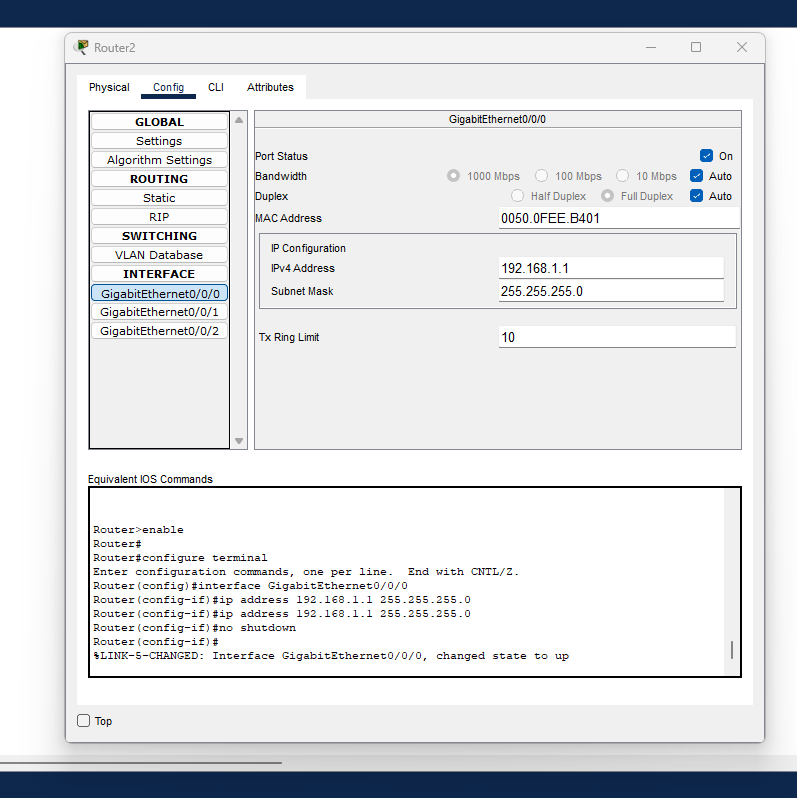 Router2
Physical Config CLI Attributes
GLOBAL
Settings
Algorithm Settings
ROUTING
Static
RIP
SWITCHING
VLAN Database
INTERFACE
GigabitEthernet0/0/0
GigabitEthernet0/0/1
GigabitEthernet0/0/2
GigabitEthernet0/0/0
Port Status On
Bandwidth 1000 Mbps 100 Mbps 10 Mbps Auto
Duplex Half Duplex Full Duplex Auto
MAC Address 0050.0FEE.B401
IP Configuration
IPv4 Address 192.168.1.1
Subnet Mask 255.255.255.0
Tx Ring Limit 10
Equivalent IOS Commands
Router>enable
Router#
Router#configure terminal
Enter configuration commands, one per line. End with CNTL/Z.
Router(config)#interface GigabitEthernet0/0/0
Router(config-if)#ip address 192.168.1.1 255.255.255.0
Router(config-if)#ip address 192.168.1.1 255.255.255.0
Router(config-if)#no shutdown
Router(config-if)#
%LINK-5-CHANGED: Interface GigabitEthernet0/0/0, changed state to up
Top